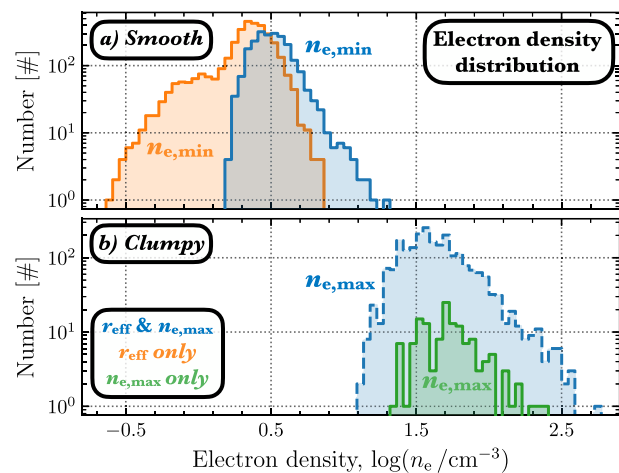 a) Smooth
n_e,min
Electron density
distribution
n_e,min
Number [#]
10^2
10^1
10^0
b) Clumpy
n_e,max
r_eff & n_e,max
r_eff only
n_e,max only
n_e,max
Number [#]
10^2
10^1
10^0
−0.5
0.5
1.5
2.5
Electron density, log(n_e/cm^−3)